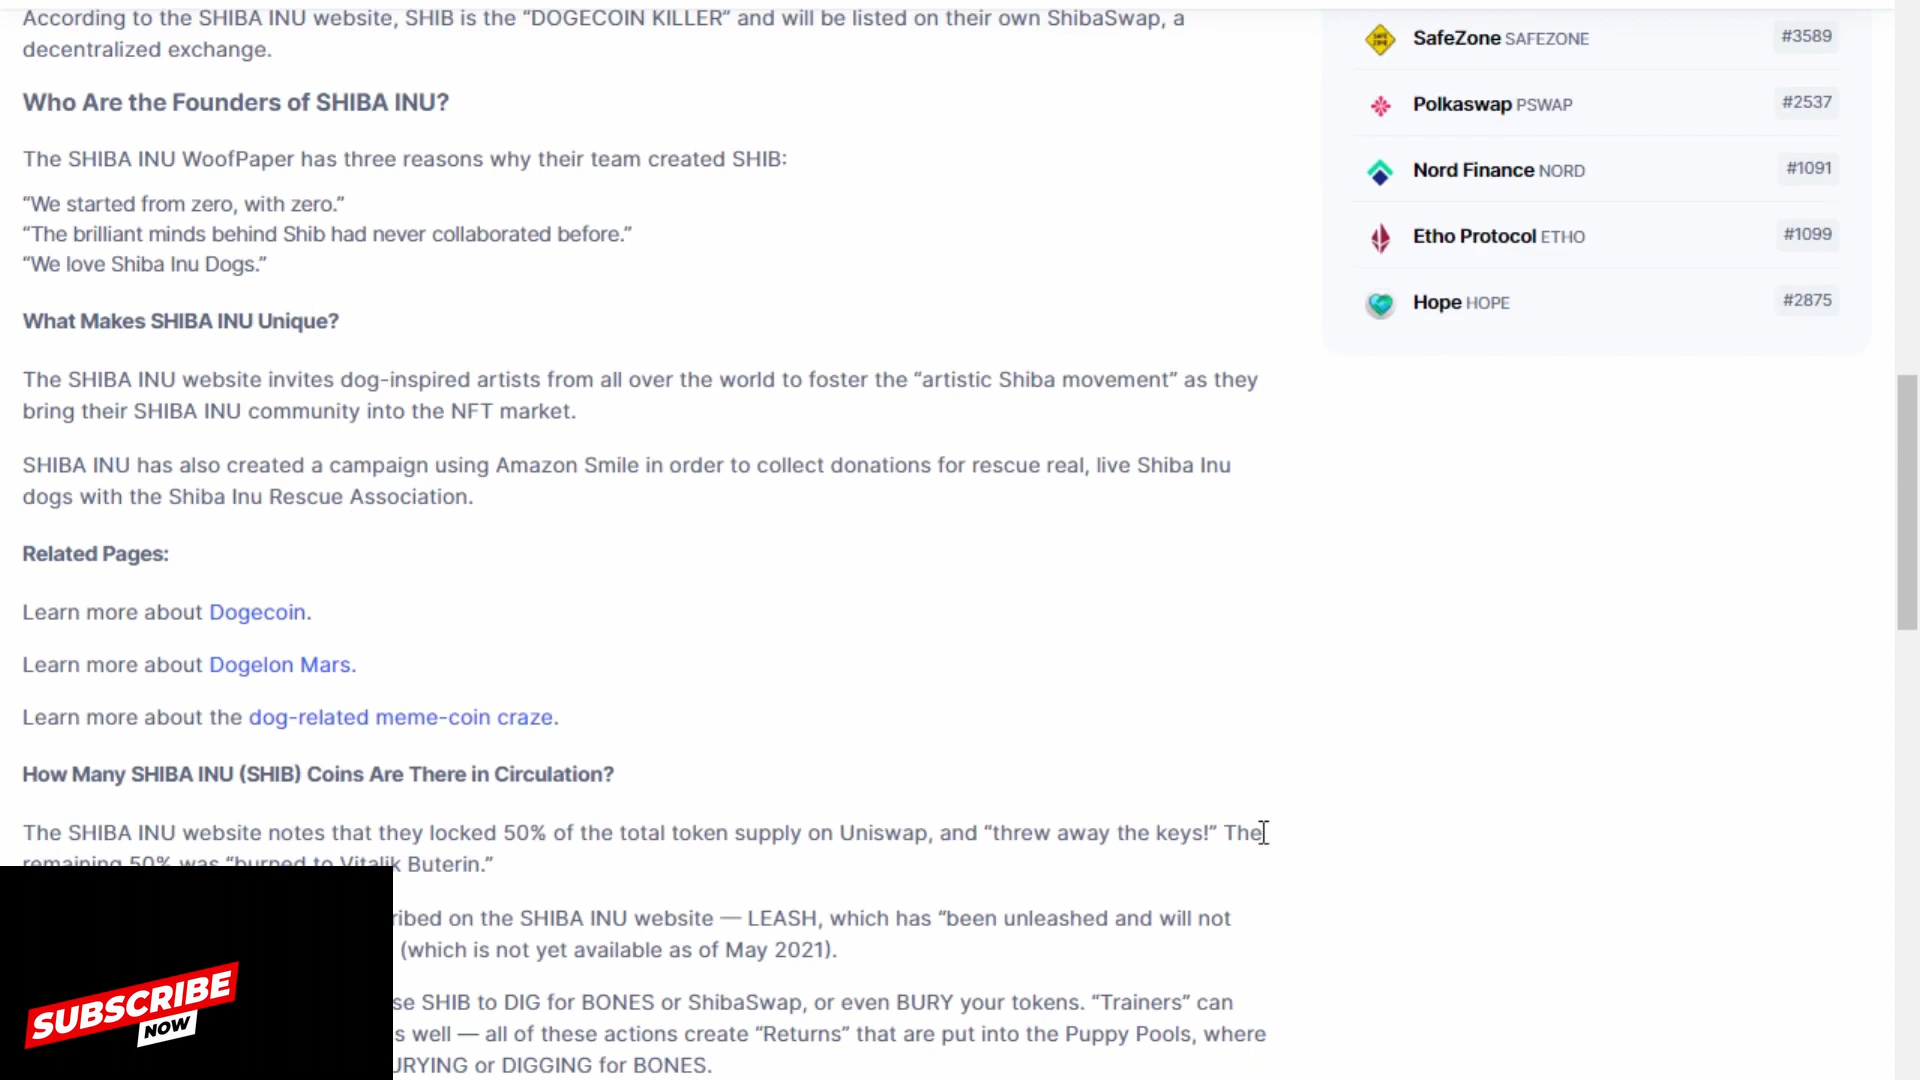 According to the SHIBA INU website, SHIB is the “DOGECOIN KILLER” and will be listed on their own ShibaSwap, a
decentralized exchange.
Who Are the Founders of SHIBA INU?
The SHIBA INU WoofPaper has three reasons why their team created SHIB:
“We started from zero, with zero.”
“The brilliant minds behind Shib had never collaborated before.”
“We love Shiba Inu Dogs.”
What Makes SHIBA INU Unique?
The SHIBA INU website invites dog-inspired artists from all over the world to foster the “artistic Shiba movement” as they
bring their SHIBA INU community into the NFT market.
SHIBA INU has also created a campaign using Amazon Smile in order to collect donations for rescue real, live Shiba Inu
dogs with the Shiba Inu Rescue Association.
Related Pages:
Learn more about Dogecoin.
Learn more about Dogelon Mars.
Learn more about the dog-related meme-coin craze.
How Many SHIBA INU (SHIB) Coins Are There in Circulation?
The SHIBA INU website notes that they locked 50% of the total token supply on Uniswap, and “threw away the keys!” The
remaining 50% was “burned to Vitalik Buterin.”
ribed on the SHIBA INU website — LEASH, which has “been unleashed and will not
(which is not yet available as of May 2021).
se SHIB to DIG for BONES or ShibaSwap, or even BURY your tokens. “Trainers” can
s well — all of these actions create “Returns” that are put into the Puppy Pools, where
URYING or DIGGING for BONES.
SUBSCRIBE
NOW
SafeZone SAFEZONE #3589
Polkaswap PSWAP #2537
Nord Finance NORD #1091
Etho Protocol ETHO #1099
Hope HOPE #2875